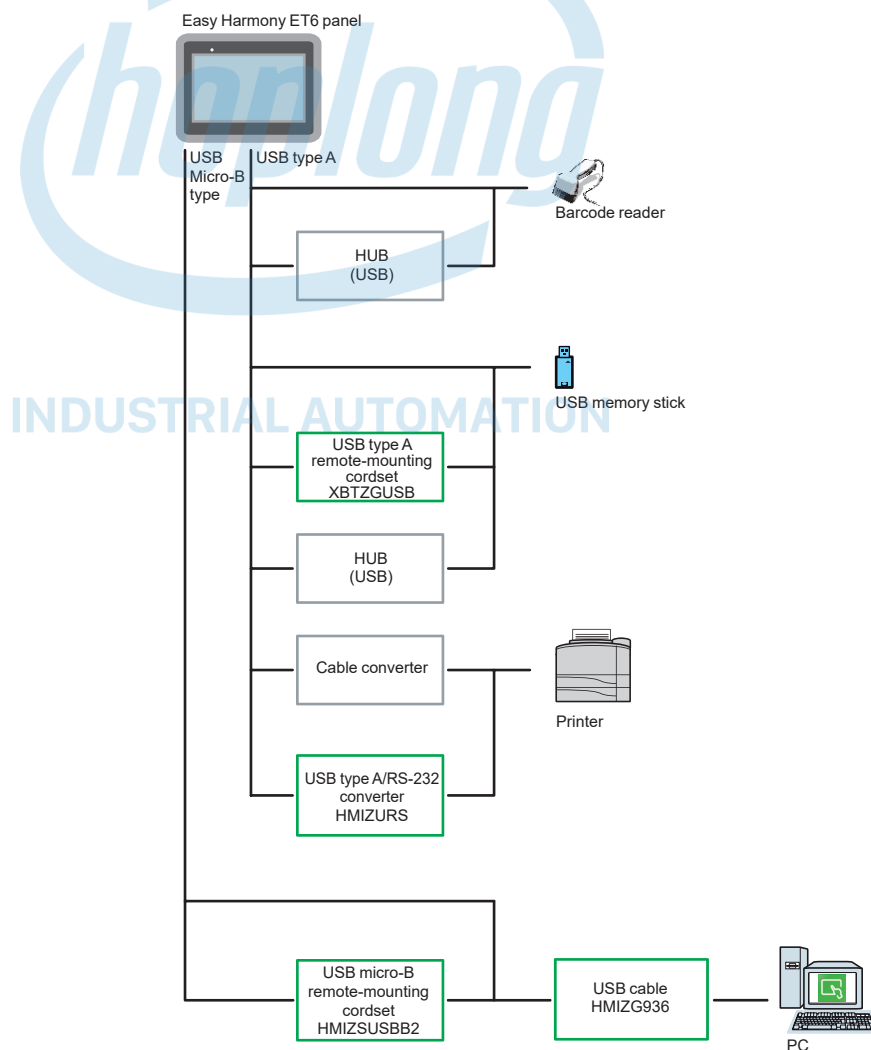 Easy Harmony ET6 panel
hoplong
USB
Micro-B
type
USB type A
Barcode reader
HUB
(USB)
USB memory stick
INDUSTRIAL AUTOMATION
USB type A
remote-mounting
cordset
XBTZGUSB
HUB
(USB)
Cable converter
Printer
USB type A/RS-232
converter
HMIZURS
USB micro-B
remote-mounting
cordset
HMIZSUSBB2
USB cable
HMIZG936
PC